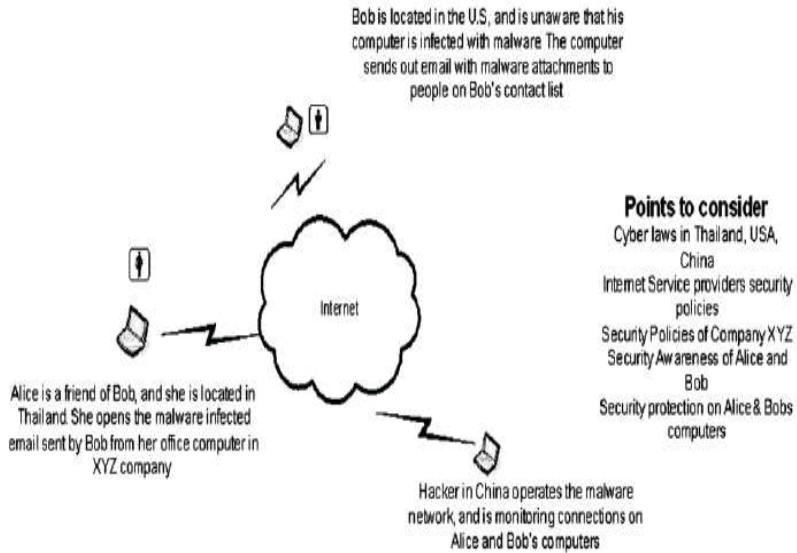 Bob is located in the U.S, and is unaware that his
computer is infected with malware The computer
sends out email with malware attachments to
people on Bob's contact list
Points to consider
Cyber laws in Thailand, USA,
China
Internet Service providers security
policies
Security Policies of Company XYZ
Security Awareness of Alice and
Bob
Security protection on Alice & Bobs
computers
Internet
Alice is a friend of Bob, and she is located in
Thailand. She opens the malware infected
email sent by Bob from her office computer in
XYZ company
Hacker in China operates the malware
network, and is monitoring connections on
Alice and Bob's computers